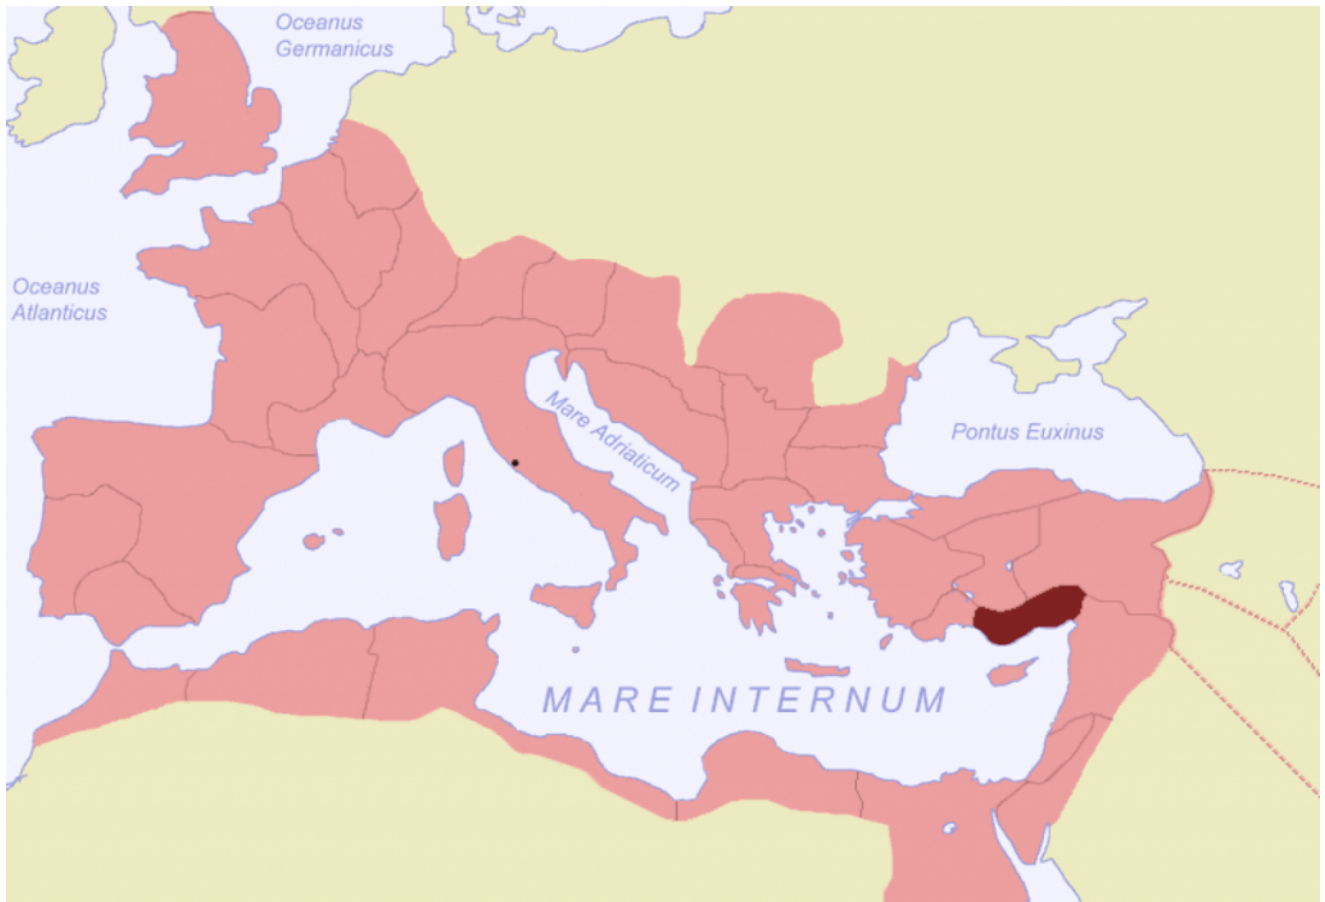 Oceanus
Germanicus
Oceanus
Atlanticus
Mare Adriaticum
Pontus Euxinus
MARE INTERNUM